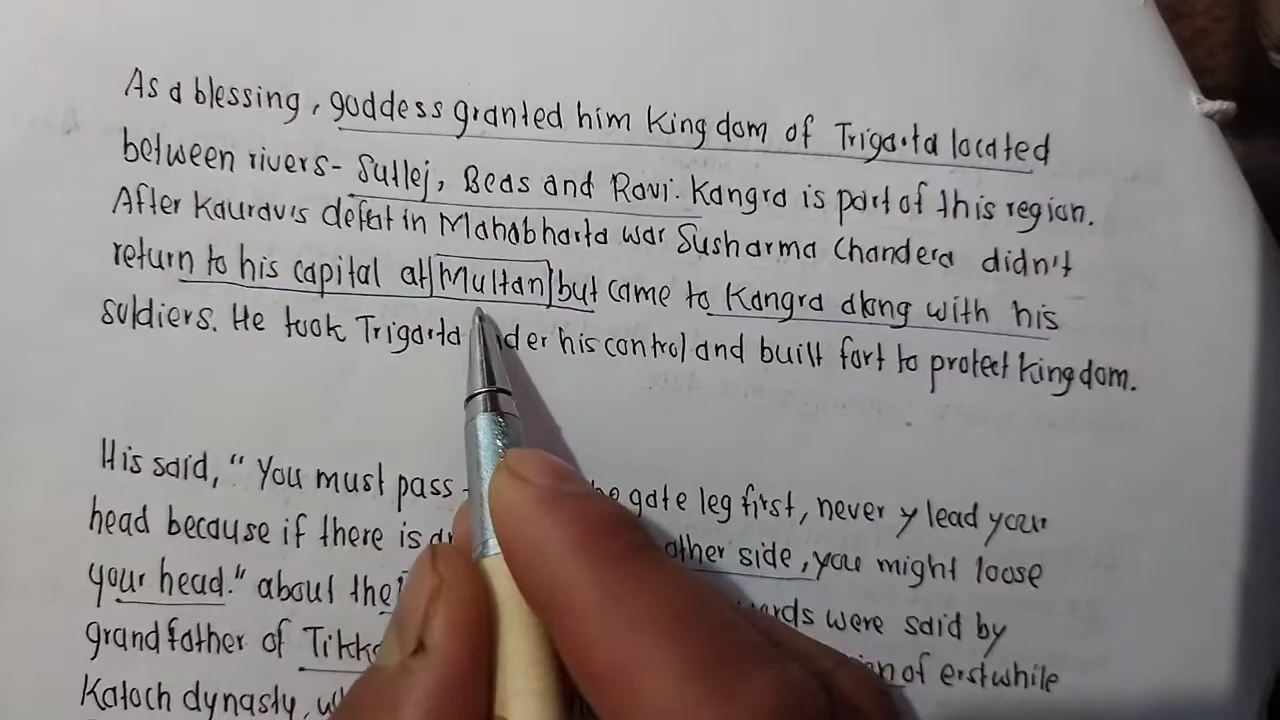 As a blessing, goddess granted him kingdom of Trigarta located
between rivers- Sutlej, Beas and Ravi. Kangra is part of this region.
After Kauravas defeat in Mahabharta war Susharma Chandera didn't
return to his capital at Multan but came to Kangra along with his
soldiers. He took Trigarta his control and built fort to protect kingdom.
His said, "You must pass gate leg first, never y lead your
head because if there is other side, you might loose
your head." about the words were said by
grandfather of of erstwhile
Katoch dynasty,